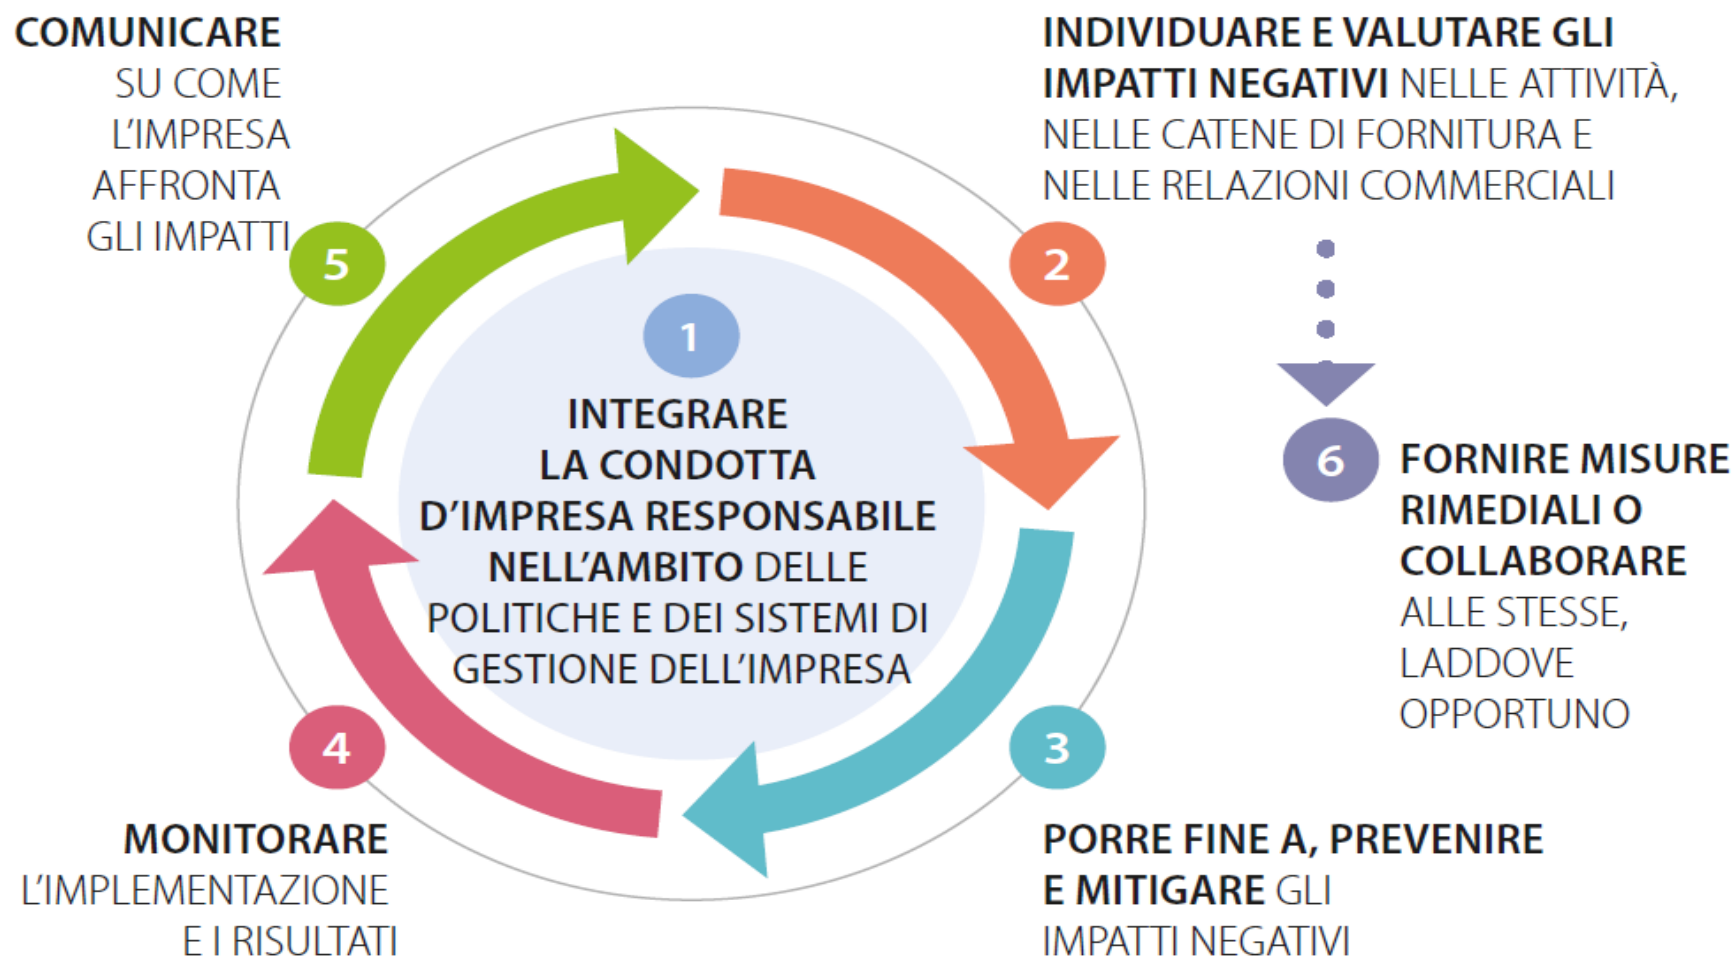 COMUNICARE
SU COME
L'IMPRESA
AFFRONTA
GLI IMPATTI
5
INDIVIDUARE E VALUTARE GLI
IMPATTI NEGATIVI NELLE ATTIVITÀ,
NELLE CATENE DI FORNITURA E
NELLE RELAZIONI COMMERCIALI
2
1
INTEGRARE
LA CONDOTTA
D'IMPRESA RESPONSABILE
NELL'AMBITO DELLE
POLITICHE E DEI SISTEMI DI
GESTIONE DELL'IMPRESA
6
FORNIRE MISURE
RIMEDIALI O
COLLABORARE
ALLE STESSE,
LADDOVE
OPPORTUNO
4
MONITORARE
L'IMPLEMENTAZIONE
E I RISULTATI
3
PORRE FINE A, PREVENIRE
E MITIGARE GLI
IMPATTI NEGATIVI